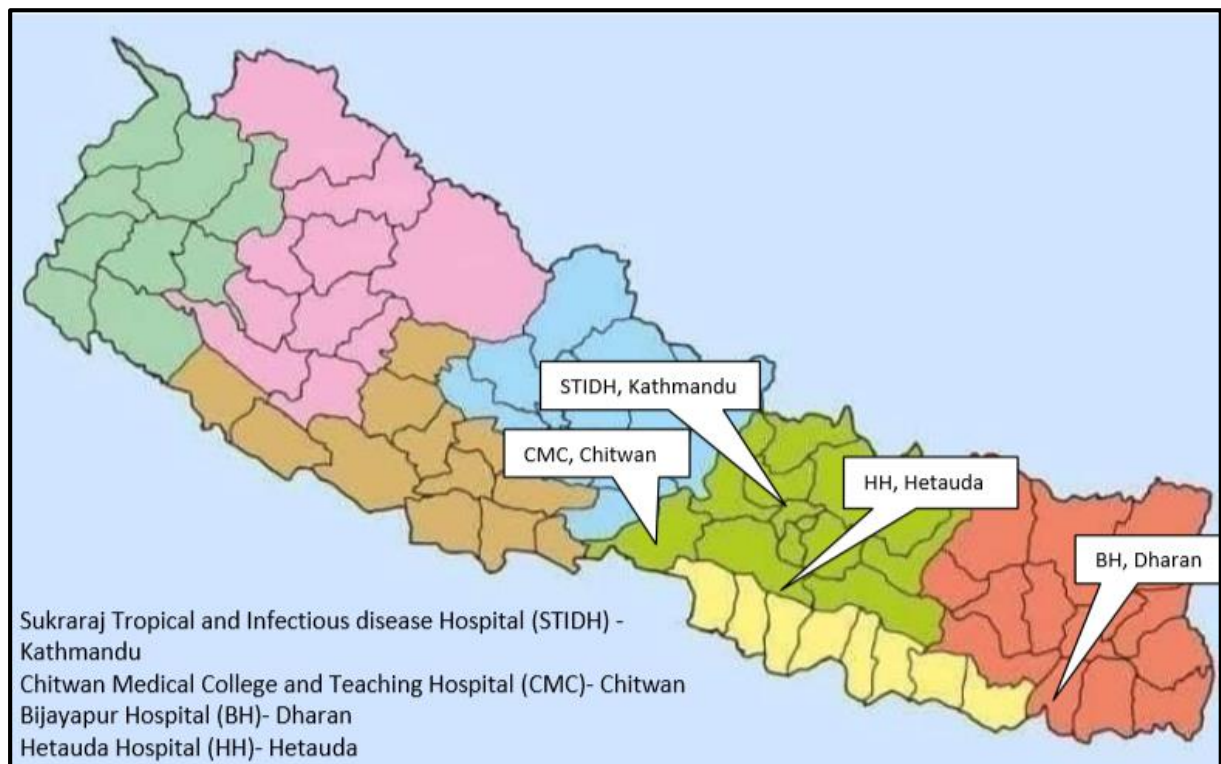 STIDH, Kathmandu
CMC, Chitwan
HH, Hetauda
BH, Dharan
Sukraraj Tropical and Infectious disease Hospital (STIDH) -
Kathmandu
Chitwan Medical College and Teaching Hospital (CMC)- Chitwan
Bijayapur Hospital (BH)- Dharan
Hetauda Hospital (HH)- Hetauda